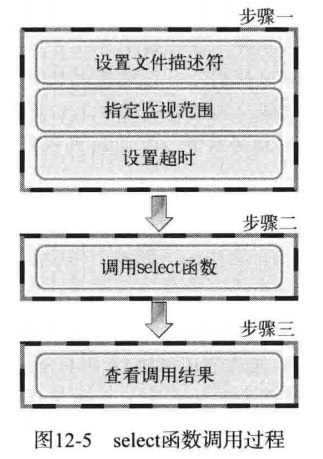 步骤一
设置文件描述符
指定监视范围
设置超时
步骤二
调用select函数
步骤三
查看调用结果
图12-5 select函数调用过程